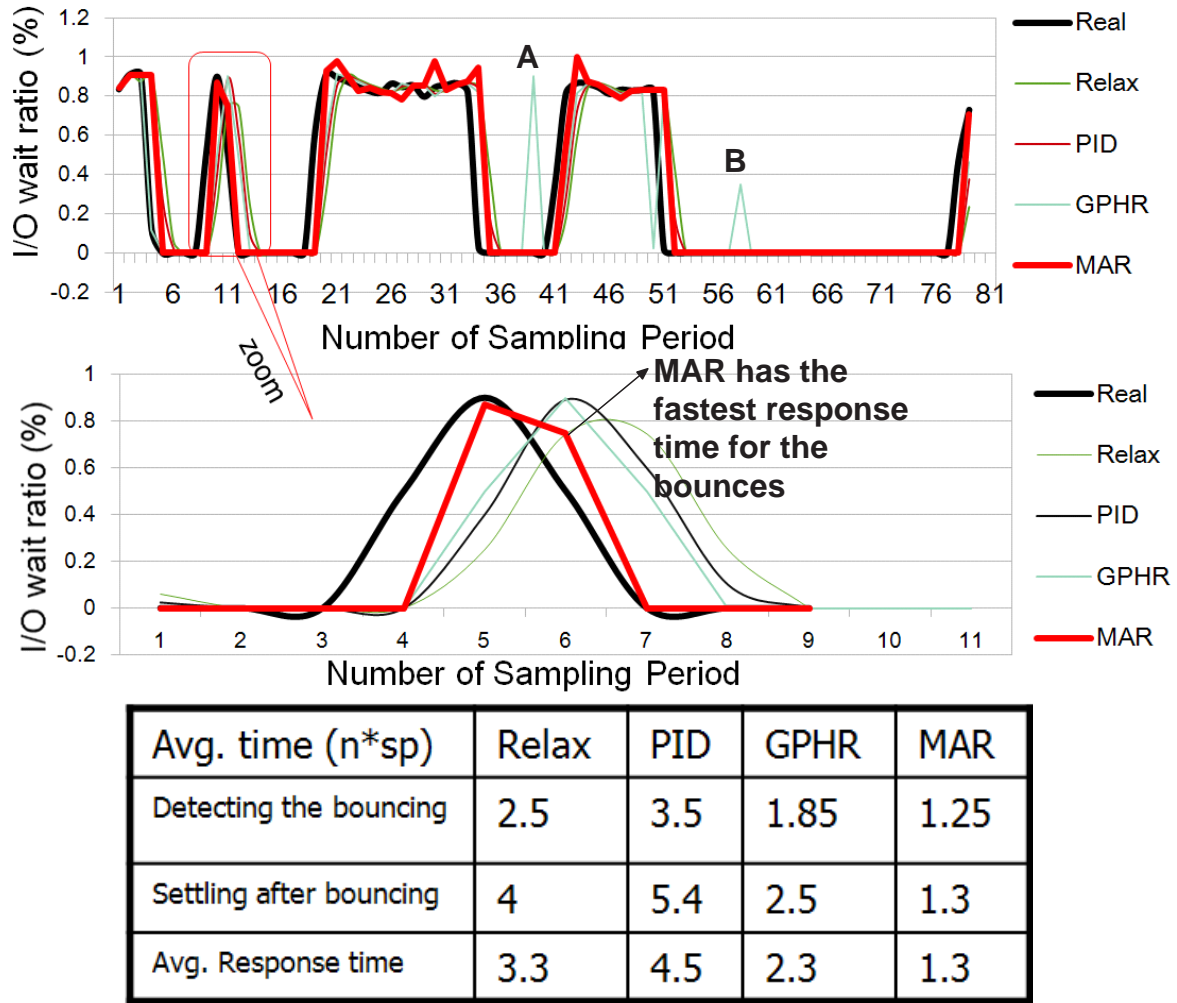 I/O wait ratio (%)
1.2
1
0.8
0.6
0.4
0.2
0
-0.2
A
B
1 6 11 16 21 26 31 36 41 46 51 56 61 66 71 76 81
Number of Sampling Period
Real
Relax
PID
GPHR
MAR
zoom
I/O wait ratio (%)
1
0.8
0.6
0.4
0.2
0
-0.2
MAR has the
fastest response
time for the
bounces
1 2 3 4 5 6 7 8 9 10 11
Number of Sampling Period
Real
Relax
PID
GPHR
MAR
Avg. time (n*sp) Relax PID GPHR MAR
Detecting the bouncing 2.5 3.5 1.85 1.25
Settling after bouncing 4 5.4 2.5 1.3
Avg. Response time 3.3 4.5 2.3 1.3